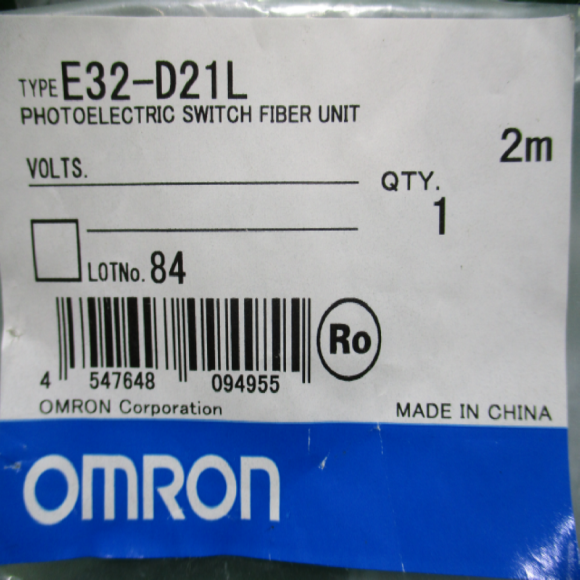 TYPE E32-D21L
PHOTOELECTRIC SWITCH FIBER UNIT
2m
VOLTS.
QTY.
1
LOTNo. 84
Ro
4 547648 094955
OMRON Corporation
MADE IN CHINA
OMRON